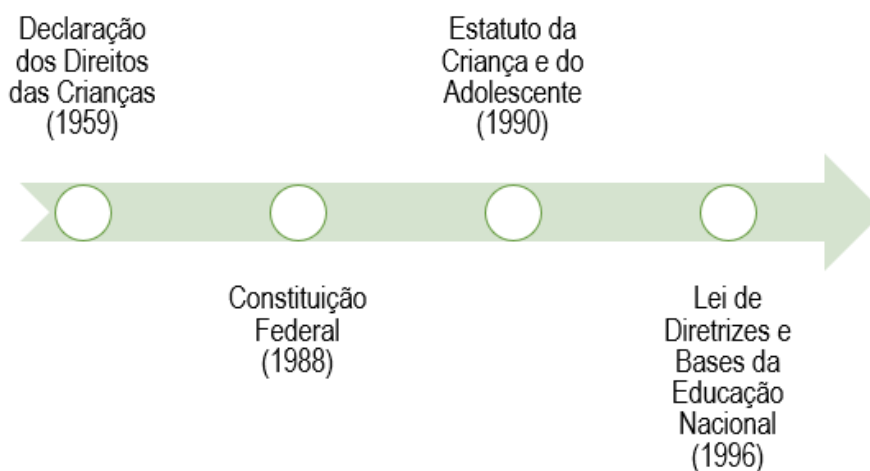 Declaração
dos Direitos
das Crianças
(1959)
Constituição
Federal
(1988)
Estatuto da
Criança e do
Adolescente
(1990)
Lei de
Diretrizes e
Bases da
Educação
Nacional
(1996)